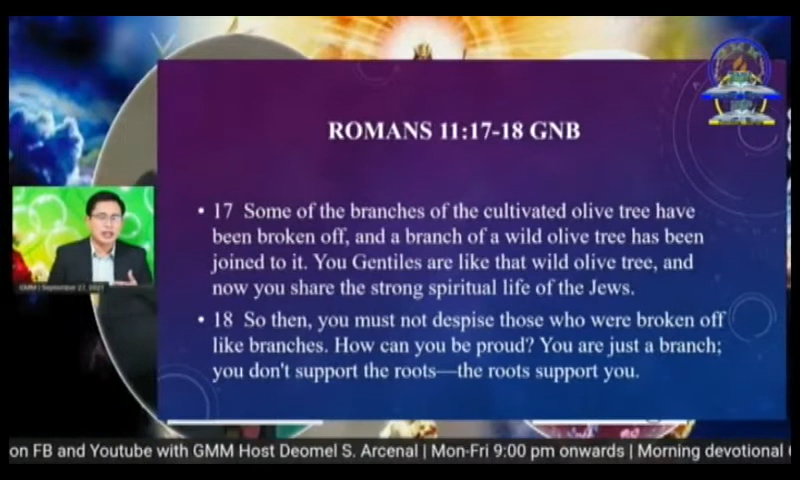 ROMANS 11:17-18 GNB
• 17 Some of the branches of the cultivated olive tree have
been broken off, and a branch of a wild olive tree has been
joined to it. You Gentiles are like that wild olive tree, and
now you share the strong spiritual life of the Jews.
• 18 So then, you must not despise those who were broken off
like branches. How can you be proud? You are just a branch;
you don't support the roots—the roots support you.
GMM | September 27, 2021
on FB and Youtube with GMM Host Deomel S. Arcenal | Mon-Fri 9:00 pm onwards | Morning devotional